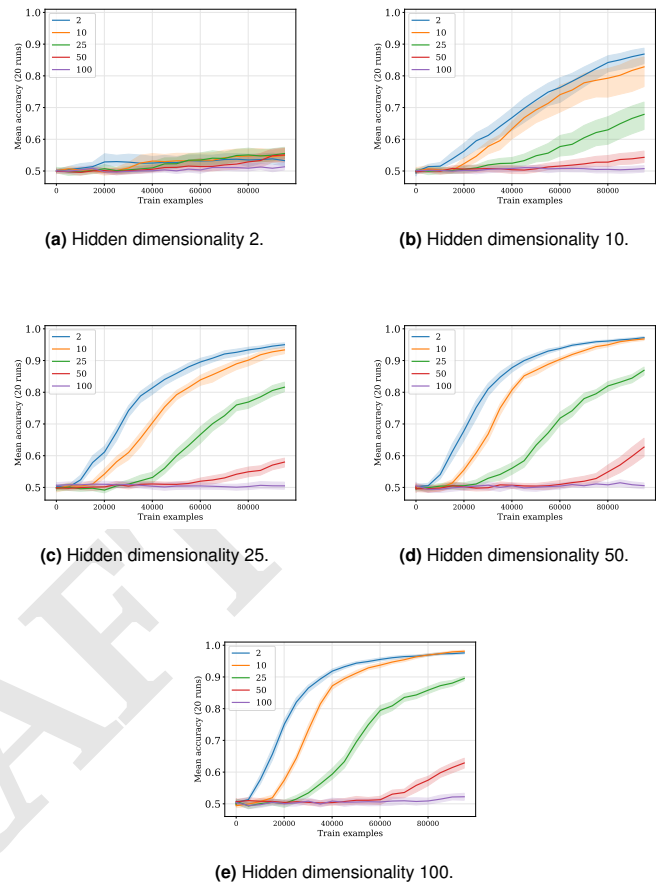 1.0
0.9
0.8
0.7
0.6
0.5
Mean accuracy (20 runs)
2
10
25
50
100
0 20000 40000 60000 80000
Train examples
(a) Hidden dimensionality 2.
1.0
0.9
0.8
0.7
0.6
0.5
Mean accuracy (20 runs)
2
10
25
50
100
0 20000 40000 60000 80000
Train examples
(b) Hidden dimensionality 10.
1.0
0.9
0.8
0.7
0.6
0.5
Mean accuracy (20 runs)
2
10
25
50
100
0 20000 40000 60000 80000
Train examples
(c) Hidden dimensionality 25.
1.0
0.9
0.8
0.7
0.6
0.5
Mean accuracy (20 runs)
2
10
25
50
100
0 20000 40000 60000 80000
Train examples
(d) Hidden dimensionality 50.
1.0
0.9
0.8
0.7
0.6
0.5
Mean accuracy (20 runs)
2
10
25
50
100
0 20000 40000 60000 80000
Train examples
(e) Hidden dimensionality 100.
AFT